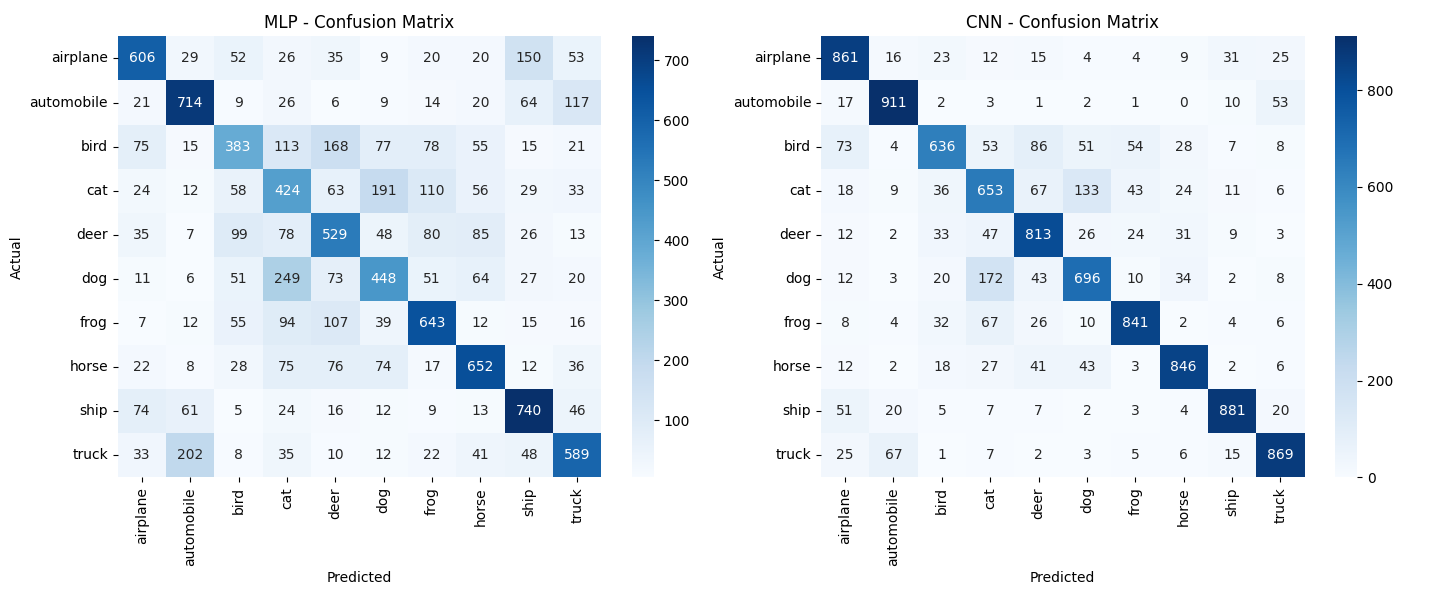 MLP - Confusion Matrix
Actual
airplane 606 29 52 26 35 9 20 20 150 53
automobile 21 714 9 26 6 9 14 20 64 117
bird 75 15 383 113 168 77 78 55 15 21
cat 24 12 58 424 63 191 110 56 29 33
deer 35 7 99 78 529 48 80 85 26 13
dog 11 6 51 249 73 448 51 64 27 20
frog 7 12 55 94 107 39 643 12 15 16
horse 22 8 28 75 76 74 17 652 12 36
ship 74 61 5 24 16 12 9 13 740 46
truck 33 202 8 35 10 12 22 41 48 589
airplane automobile bird cat deer dog frog horse ship truck
Predicted
700
600
500
400
300
200
100
CNN - Confusion Matrix
Actual
airplane 861 16 23 12 15 4 4 9 31 25
automobile 17 911 2 3 1 2 1 0 10 53
bird 73 4 636 53 86 51 54 28 7 8
cat 18 9 36 653 67 133 43 24 11 6
deer 12 2 33 47 813 26 24 31 9 3
dog 12 3 20 172 43 696 10 34 2 8
frog 8 4 32 67 26 10 841 2 4 6
horse 12 2 18 27 41 43 3 846 2 6
ship 51 20 5 7 7 2 3 4 881 20
truck 25 67 1 7 2 3 5 6 15 869
airplane automobile bird cat deer dog frog horse ship truck
Predicted
800
600
400
200
0